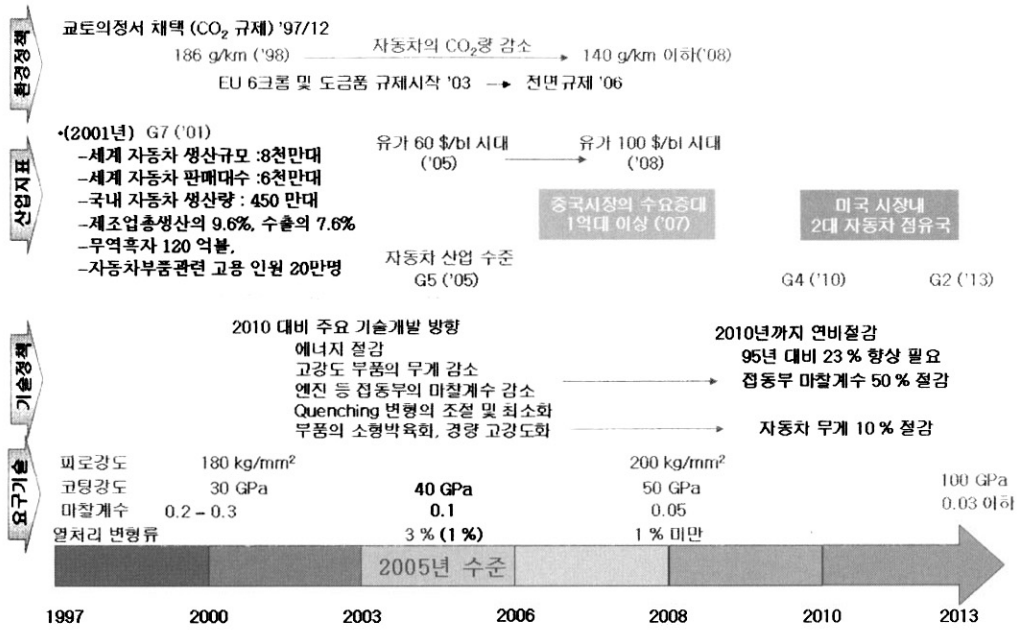 환경정책
교토의정서 채택 (CO₂ 규제) '97/12
186 g/km ('98) 자동차의 CO₂량 감소 140 g/km 이하('08)
EU 6크롬 및 도금품 규제시작 '03 전면규제 '06
산업지표
•(2001년) G7 ('01)
–세계 자동차 생산규모 :8천만대
–세계 자동차 판매대수 :6천만대
–국내 자동차 생산량 : 450 만대
–제조업총생산의 9.6%, 수출의 7.6%
–무역흑자 120 억불,
–자동차부품관련 고용 인원 20만명
유가 60 $/bl 시대
('05)
유가 100 $/bl 시대
('08)
중국시장의 수요증대
1억대 이상 ('07)
미국 시장내
2대 자동차 점유국
자동차 산업 수준
G5 ('05)
G4 ('10)
G2 ('13)
기술정책
2010 대비 주요 기술개발 방향
에너지 절감
고강도 부품의 무게 감소
엔진 등 접동부의 마찰계수 감소
Quenching 변형의 조절 및 최소화
부품의 소형박육회, 경량 고강도화
2010년까지 연비절감
95년 대비 23 % 향상 필요
접동부 마찰계수 50 % 절감
자동차 무게 10 % 절감
요구기술
피로강도 180 kg/mm² 200 kg/mm²
코팅강도 30 GPa 40 GPa 50 GPa 100 GPa
마찰계수 0.2 – 0.3 0.1 0.05 0.03 이하
열처리 변형류 3 % (1 %) 1 % 미만
2005년 수준
1997 2000 2003 2006 2008 2010 2013